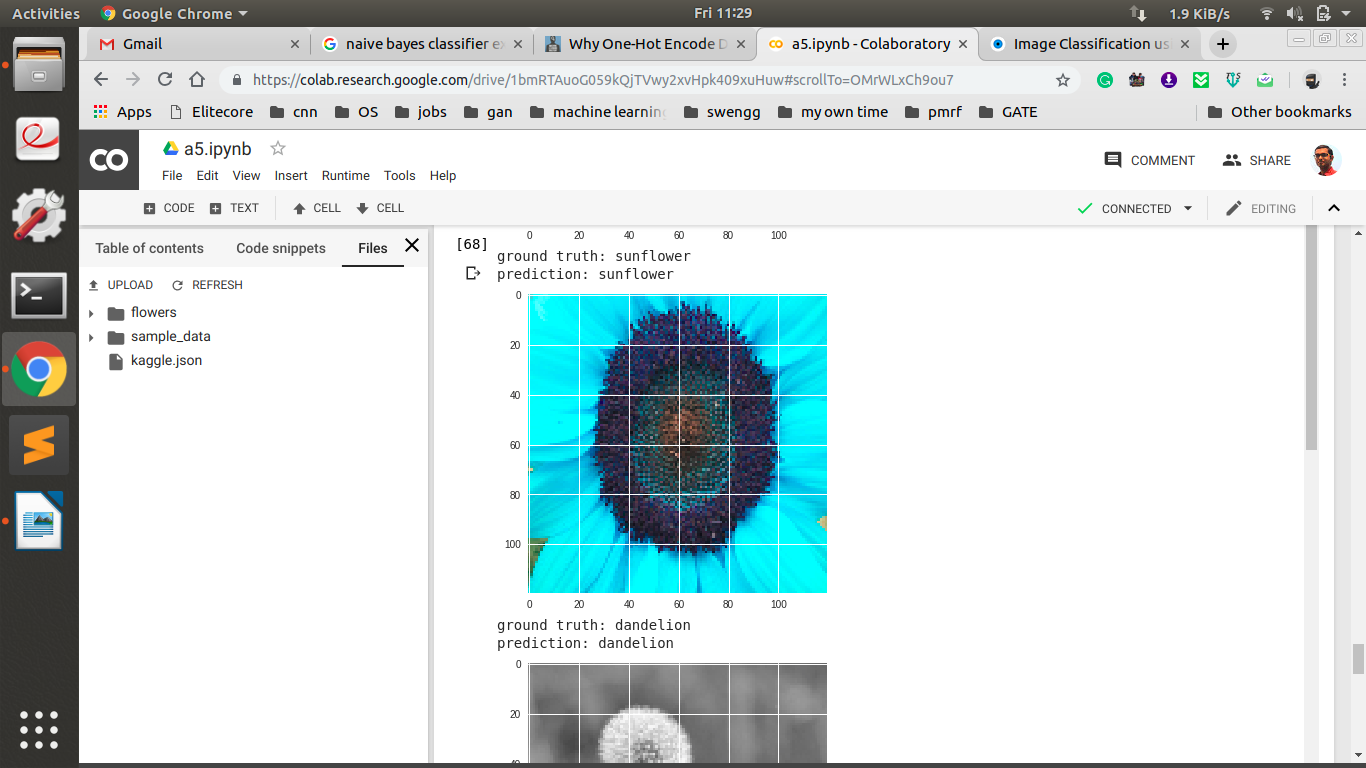 Activities
Google Chrome
Fri 11:29
1.9 KiB/s
Gmail
naive bayes classifier ex
Why One-Hot Encode D
a5.ipynb - Colaboratory
Image Classification us
https://colab.research.google.com/drive/1bmRTAuoG059kQjTVwy2xvHpk409xuHuw#scrollTo=OMrWLxCh9ou7
Apps
Elitecore
cnn
OS
jobs
gan
machine learning
swengg
my own time
pmrf
GATE
Other bookmarks
CO
a5.ipynb
COMMENT
SHARE
File Edit View Insert Runtime Tools Help
CODE
TEXT
CELL
CELL
CONNECTED
EDITING
Table of contents
Code snippets
Files
UPLOAD
REFRESH
flowers
sample_data
kaggle.json
0 20 40 60 80 100
[68]
ground truth: sunflower
prediction: sunflower
0
20
40
60
80
100
0 20 40 60 80 100
ground truth: dandelion
prediction: dandelion
0
20
40